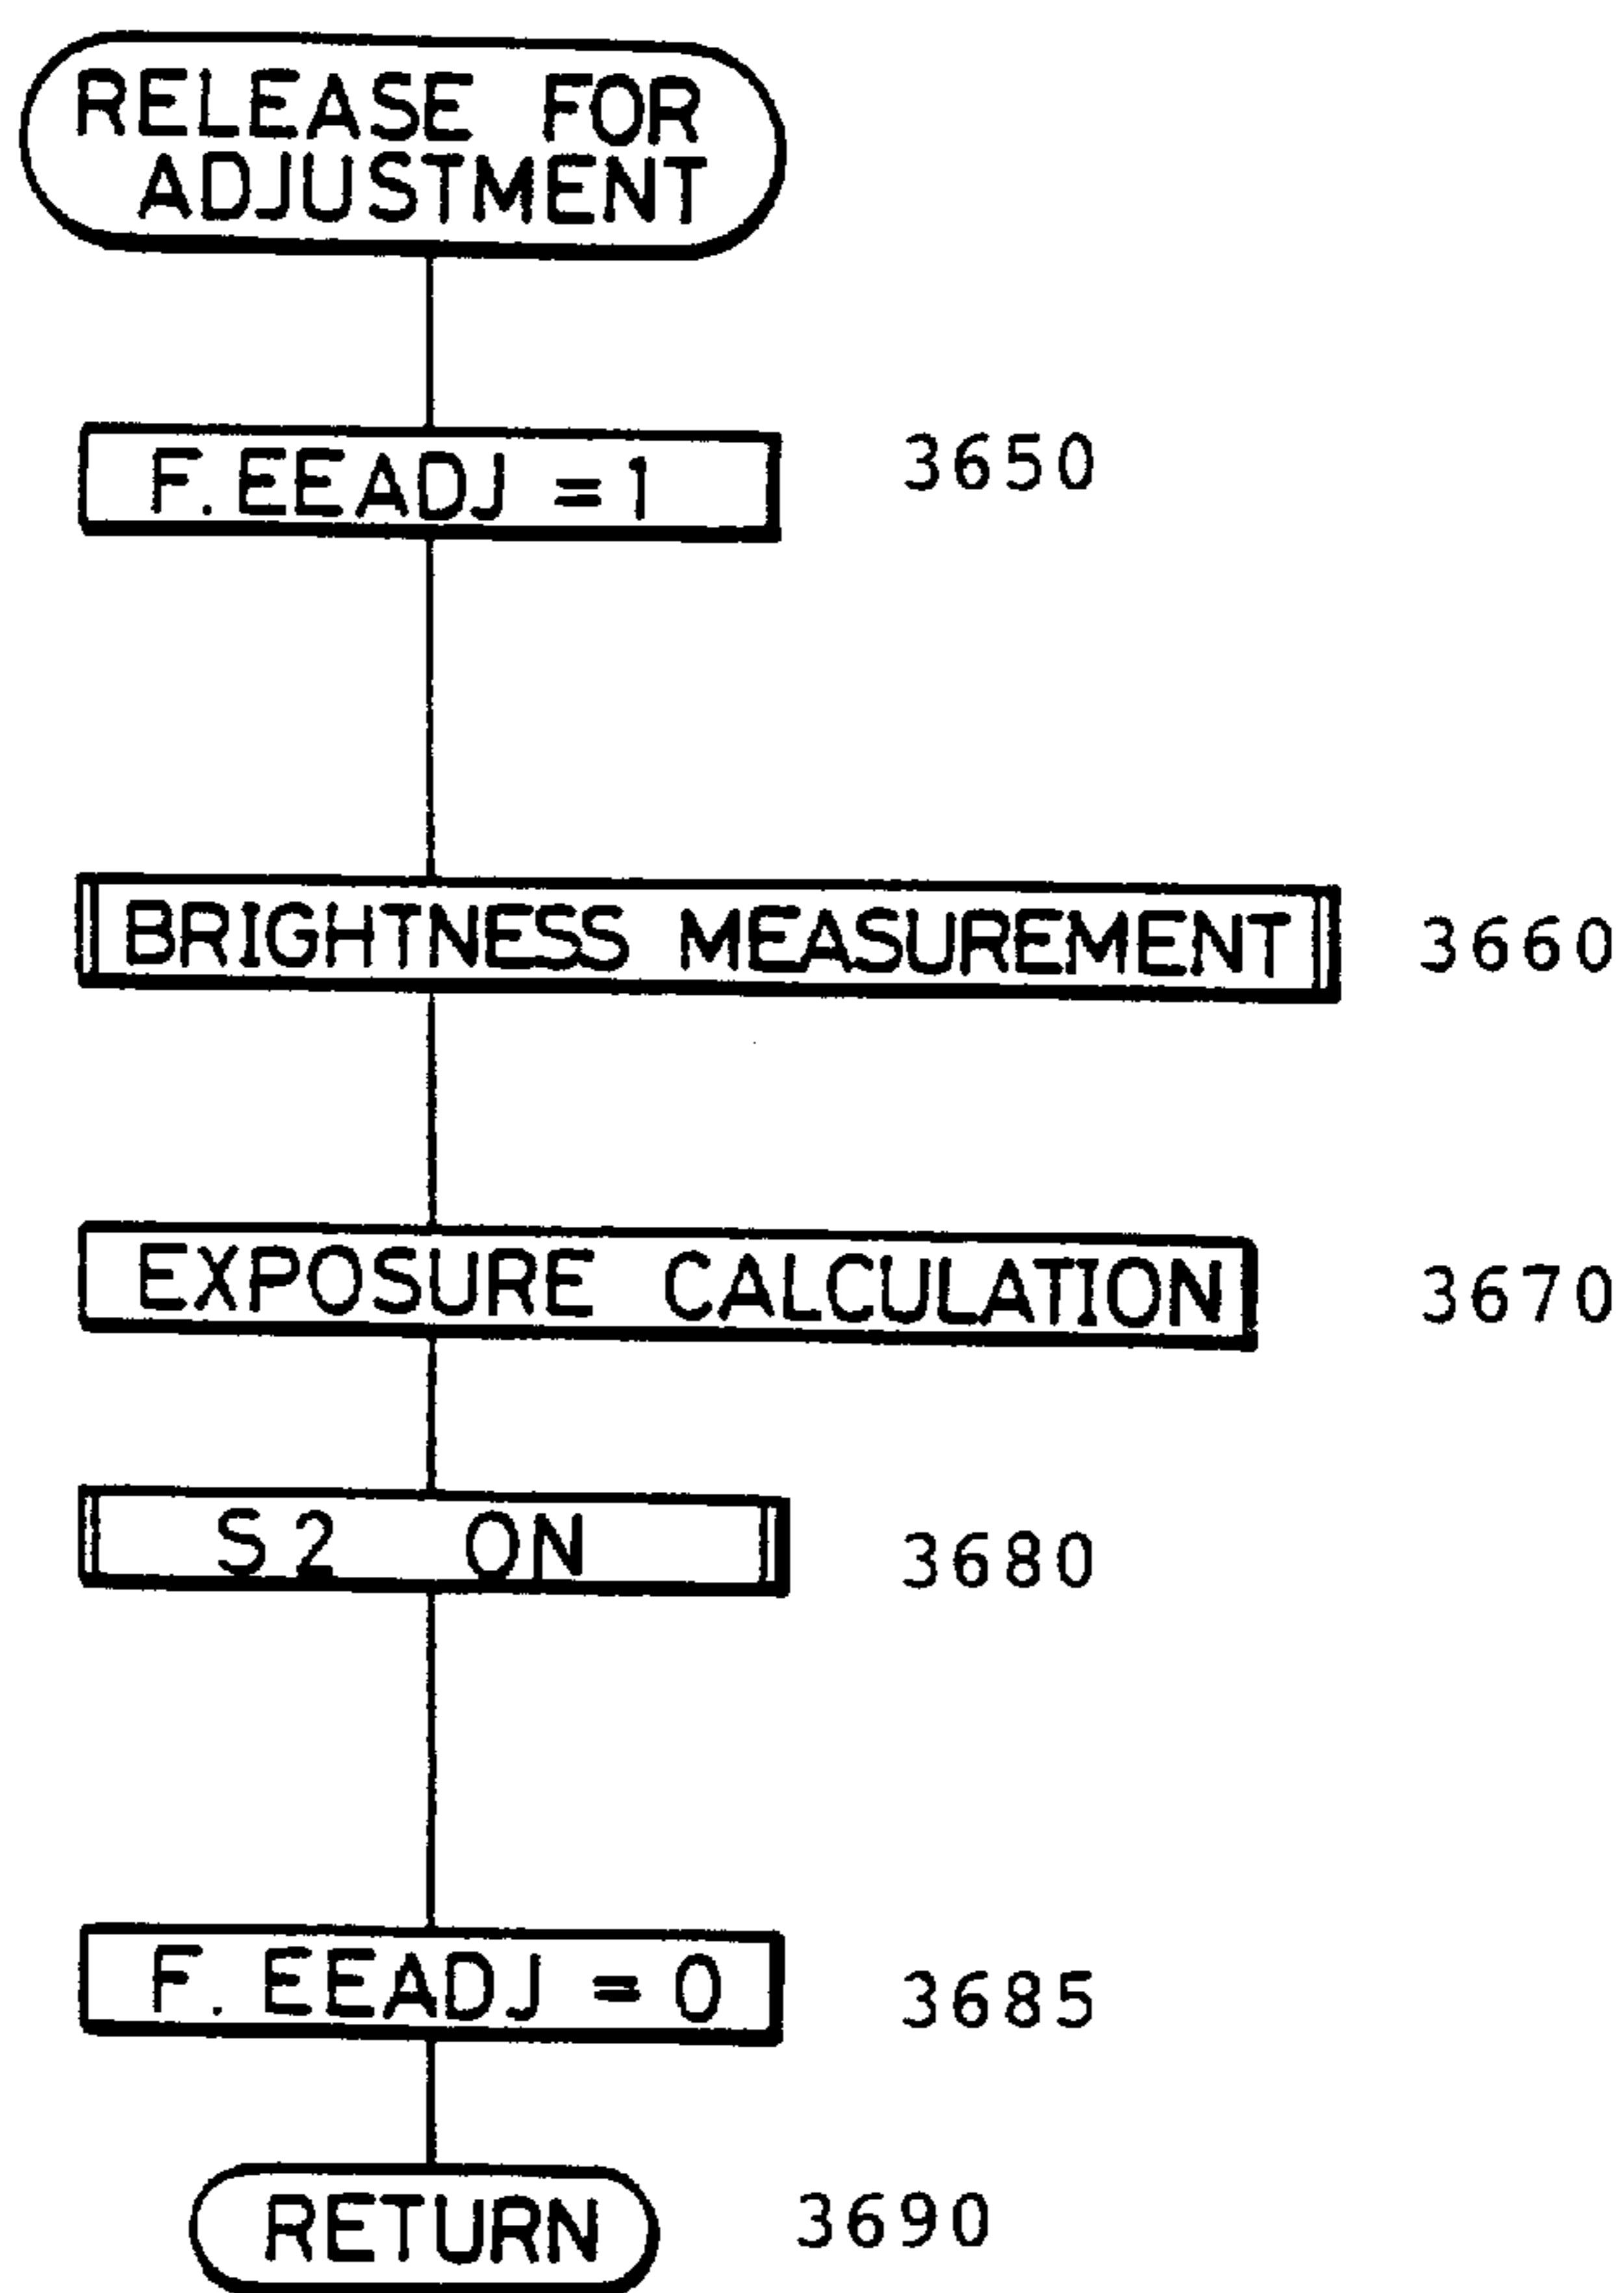 RELEASE FOR
ADJUSTMENT
F.EEADJ =1 3650
BRIGHTNESS MEASUREMENT 3660
EXPOSURE CALCULATION 3670
S2 ON 3680
F. EEADJ = 0 3685
RETURN 3690